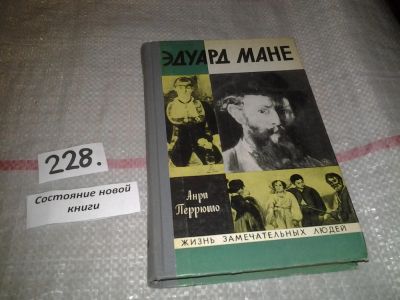 ЭДУАРД МАНЕ
228.
Состояние новой
книги
Анри
Перрюшо
ЖИЗНЬ ЗАМЕЧАТЕЛЬНЫХ ЛЮДЕЙ